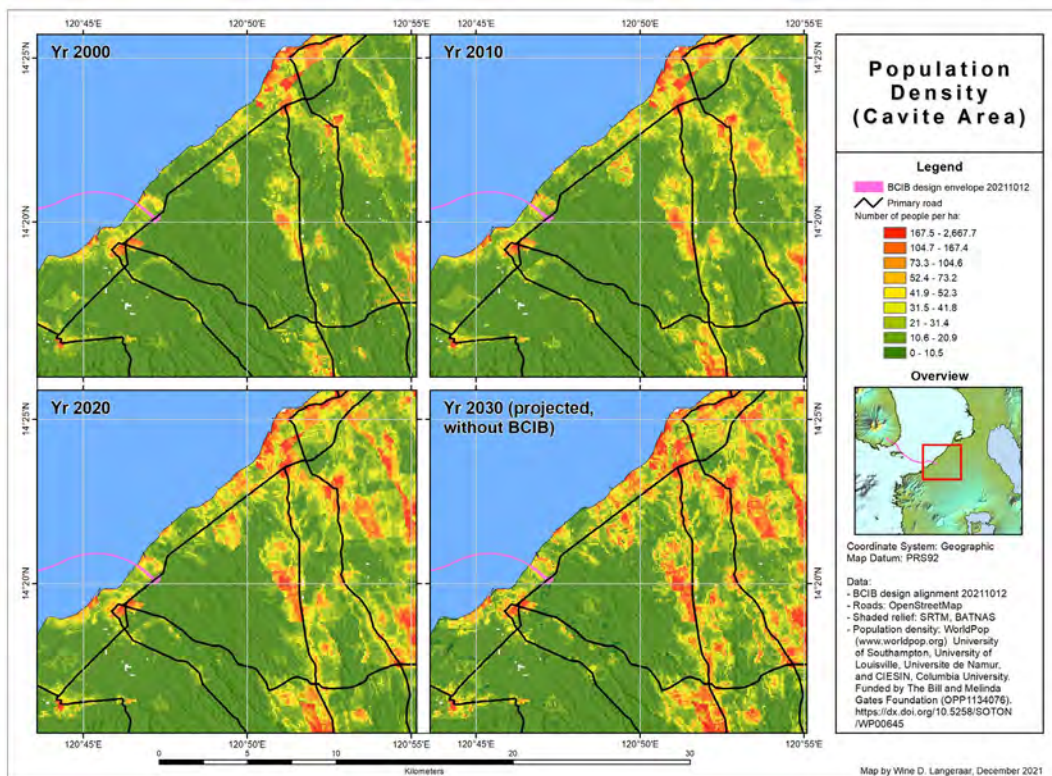 120°45'E 120°50'E 120°45'E 120°50'E
14°25'N
14°20'N
Yr 2000
Yr 2010
120°55'E
14°25'N
14°20'N
Yr 2020
Yr 2030 (projected,
without BCIB)
14°25'N
14°20'N
14°25'N
14°20'N
120°45'E 120°50'E 120°55'E 120°45'E 120°50'E 120°55'E
0 5 10 20 30
Kilometers
Population
Density
(Cavite Area)
Legend
BCIB design envelope 20211012
Primary road
Number of people per ha:
167.5 - 2,667.7
104.7 - 167.4
73.3 - 104.6
52.4 - 73.2
41.9 - 52.3
31.5 - 41.8
21 - 31.4
10.6 - 20.9
0 - 10.5
Overview
Coordinate System: Geographic
Map Datum: PRS92
Data:
- BCIB design alignment 20211012
- Roads: OpenStreetMap
- Shaded relief: SRTM, BATNAS
- Population density: WorldPop
(www.worldpop.org) University
of Southampton, University of
Louisville, Universite de Namur,
and CIESIN, Columbia University.
Funded by The Bill and Melinda
Gates Foundation (OPP1134076).
https://dx.doi.org/10.5258/SOTON
/WP00645
Map by Wine D. Langeraar, December 2021